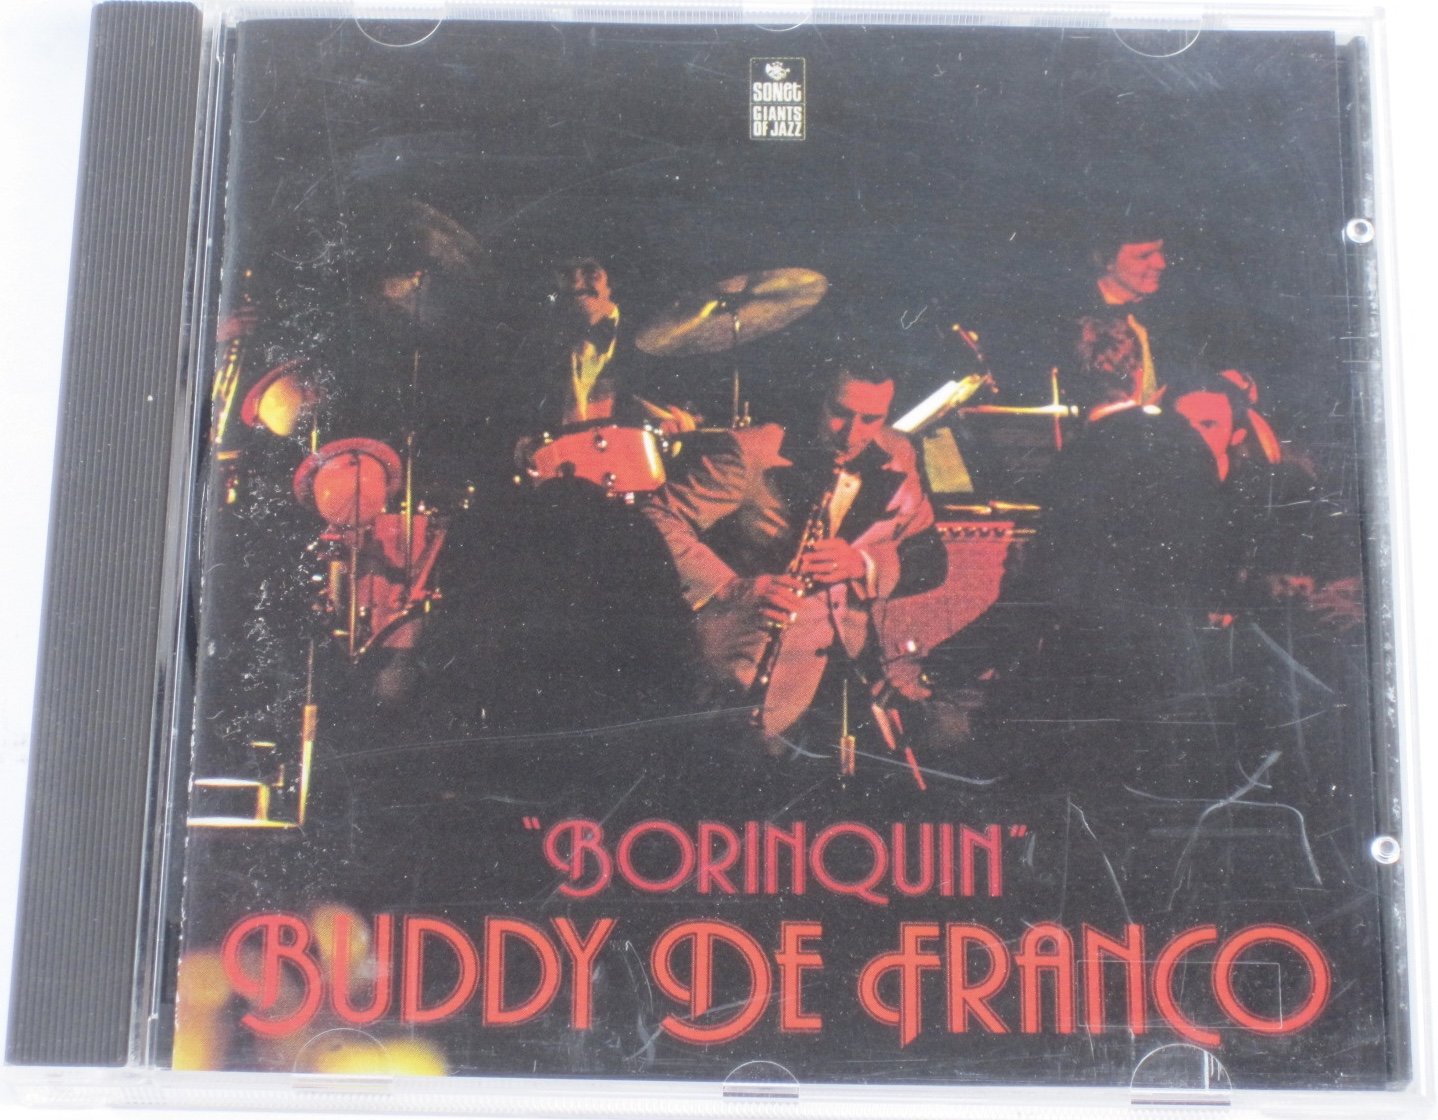 SONET
GIANTS
OF JAZZ
"BORINQUIN"
BUDDY DE FRANCO